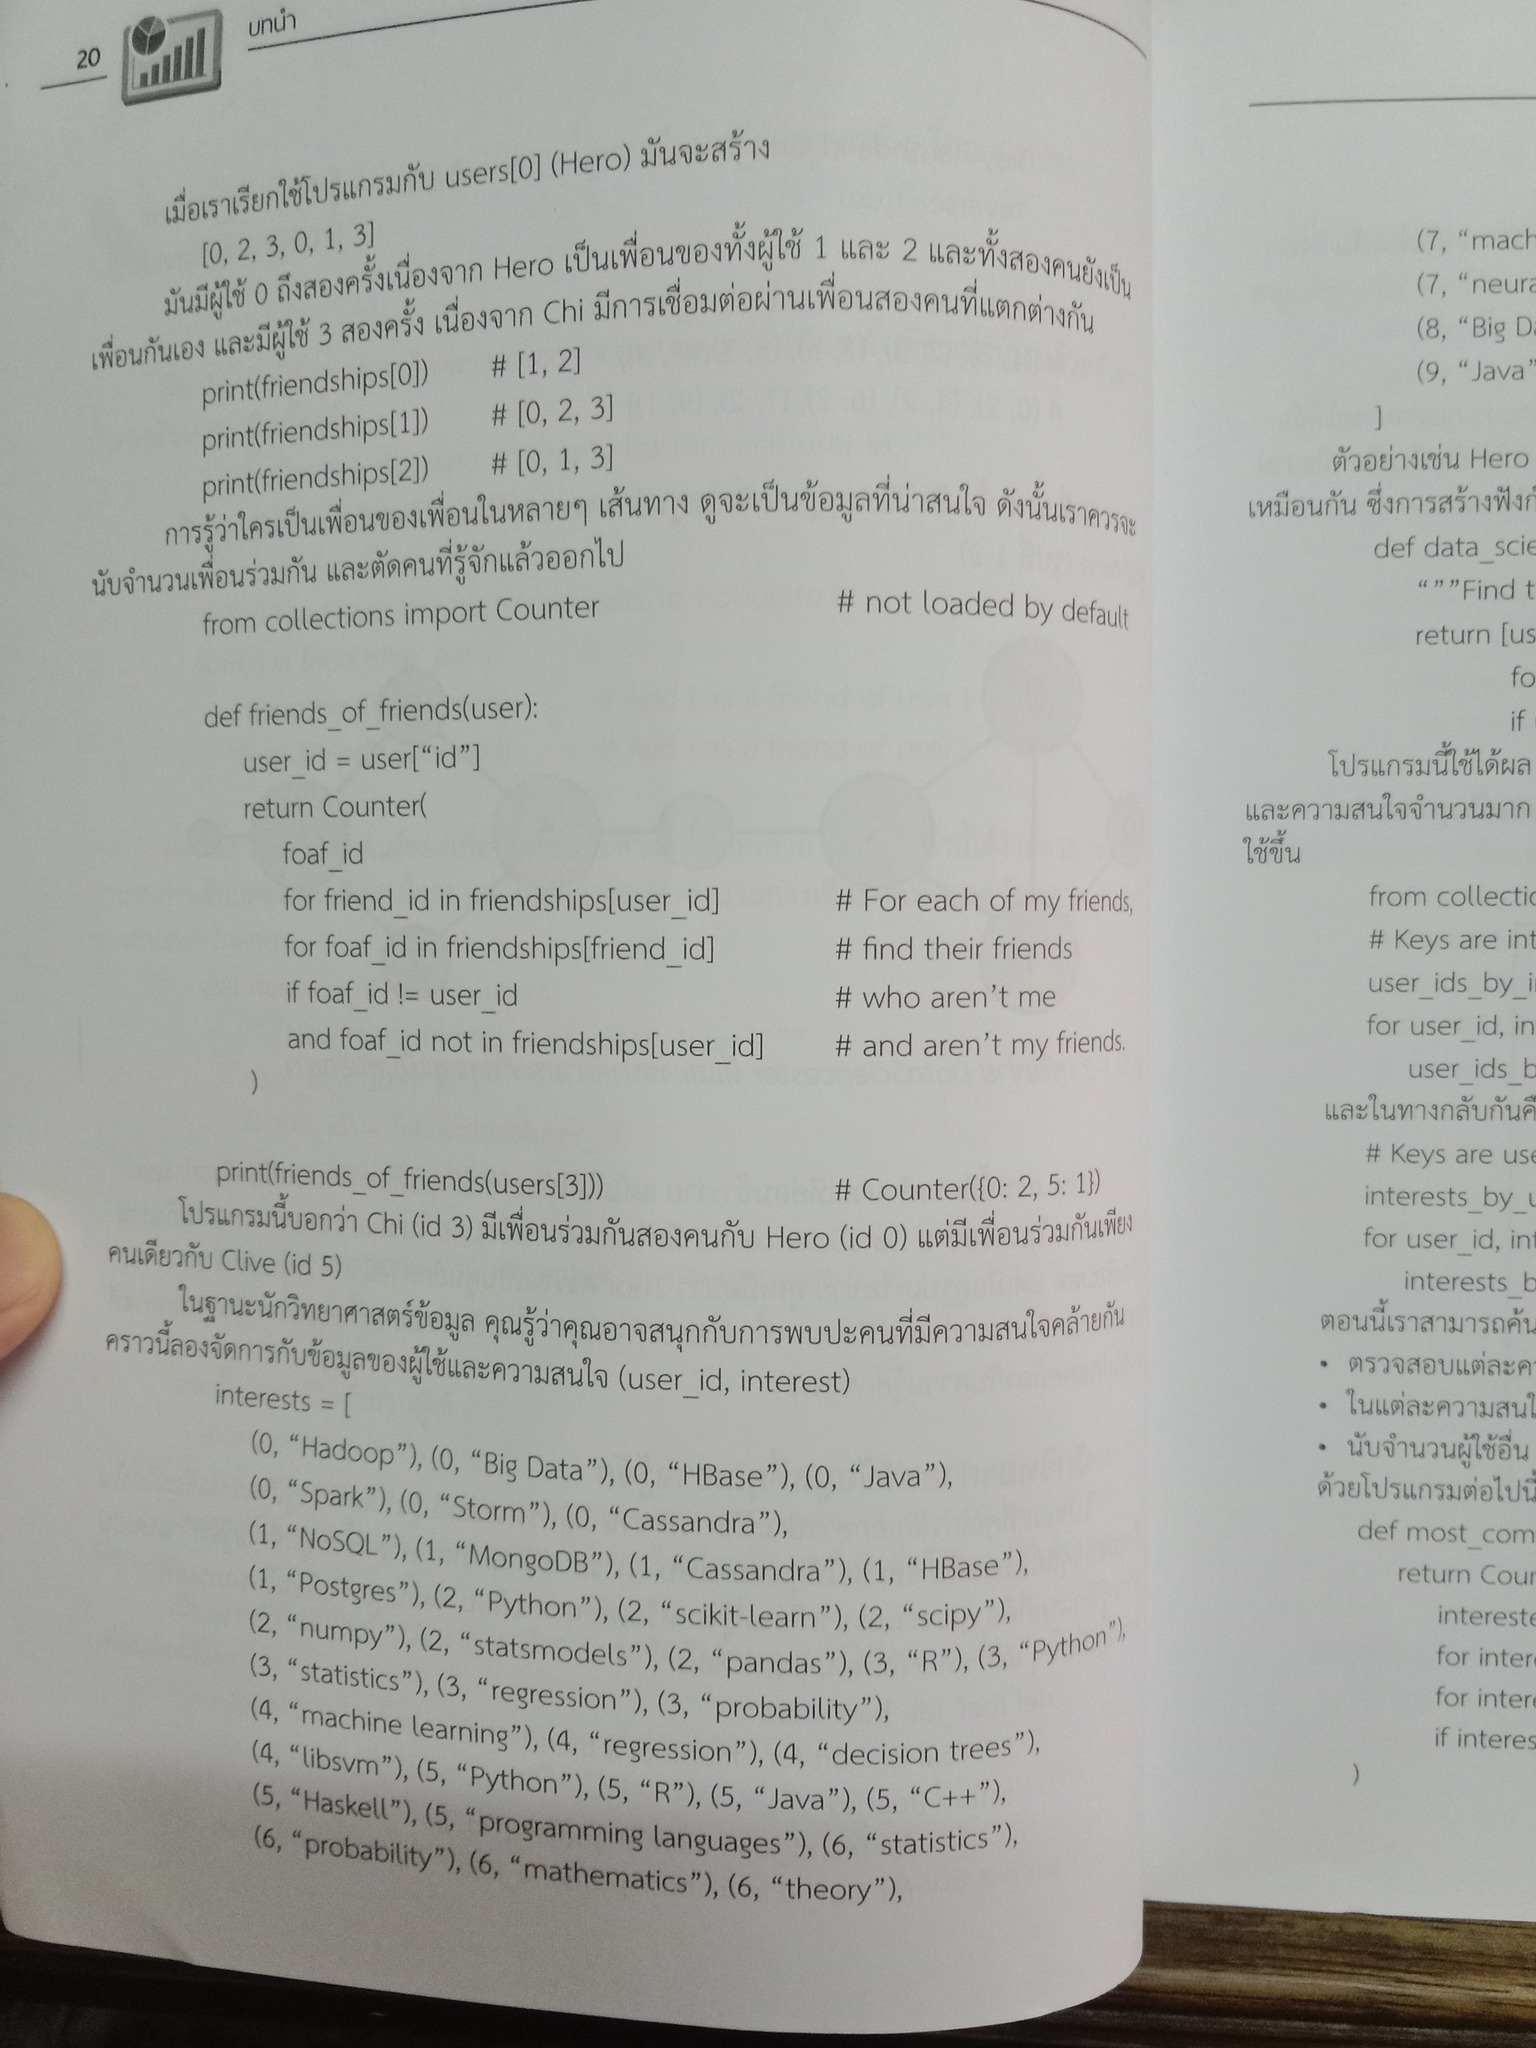 20
บทนำ
เมื่อเราเรียกใช้โปรแกรมกับ users[0] (Hero) มันจะสร้าง
[0, 2, 3, 0, 1, 3]
มันมีผู้ใช้ 0 ถึงสองครั้งเนื่องจาก Hero เป็นเพื่อนของทั้งผู้ใช้ 1 และ 2 และทั้งสองคนยังเป็น
เพื่อนกันเอง และมีผู้ใช้ 3 สองครั้ง เนื่องจาก Chi มีการเชื่อมต่อผ่านเพื่อนสองคนที่แตกต่างกัน
print(friendships[0]) # [1, 2]
print(friendships[1]) # [0, 2, 3]
print(friendships[2]) # [0, 1, 3]
การรู้ว่าใครเป็นเพื่อนของเพื่อนในหลายๆ เส้นทาง ดูจะเป็นข้อมูลที่น่าสนใจ ดังนั้นเราควรจะ
นับจำนวนเพื่อนร่วมกัน และตัดคนที่รู้จักแล้วออกไป
from collections import Counter # not loaded by default
def friends_of_friends(user):
user_id = user[“id”]
return Counter(
foaf_id
for friend_id in friendships[user_id] # For each of my friends,
for foaf_id in friendships[friend_id] # find their friends
if foaf_id != user_id # who aren’t me
and foaf_id not in friendships[user_id] # and aren’t my friends.
)
print(friends_of_friends(users[3])) # Counter({0: 2, 5: 1})
โปรแกรมนี้บอกว่า Chi (id 3) มีเพื่อนร่วมกันสองคนกับ Hero (id 0) แต่มีเพื่อนร่วมกันเพียง
คนเดียวกับ Clive (id 5)
ในฐานะนักวิทยาศาสตร์ข้อมูล คุณรู้ว่าคุณอาจสนุกกับการพบปะคนที่มีความสนใจคล้ายกัน
คราวนี้ลองจัดการกับข้อมูลของผู้ใช้และความสนใจ (user_id, interest)
interests = [
(0, “Hadoop”), (0, “Big Data”), (0, “HBase”), (0, “Java”),
(0, “Spark”), (0, “Storm”), (0, “Cassandra”),
(1, “NoSQL”), (1, “MongoDB”), (1, “Cassandra”), (1, “HBase”),
(1, “Postgres”), (2, “Python”), (2, “scikit-learn”), (2, “scipy”),
(2, “numpy”), (2, “statsmodels”), (2, “pandas”), (3, “R”), (3, “Python”),
(3, “statistics”), (3, “regression”), (3, “probability”),
(4, “machine learning”), (4, “regression”), (4, “decision trees”),
(4, “libsvm”), (5, “Python”), (5, “R”), (5, “Java”), (5, “C++”),
(5, “Haskell”), (5, “programming languages”), (6, “statistics”),
(6, “probability”), (6, “mathematics”), (6, “theory”),
(7, “mach
(7, “neura
(8, “Big D
(9, “Java”
]
ตัวอย่างเช่น Hero
เหมือนกัน ซึ่งการสร้างฟังก์
def data_scie
“””Find t
return [us
fo
if
โปรแกรมนี้ใช้ได้ผล
และความสนใจจำนวนมาก
ใช้ขึ้น
from collectio
# Keys are int
user_ids_by_i
for user_id, in
user_ids_b
และในทางกลับกันคื
# Keys are use
interests_by_u
for user_id, int
interests_b
ตอนนี้เราสามารถค้น
• ตรวจสอบแต่ละคว
• ในแต่ละความสนใ
• นับจำนวนผู้ใช้อื่น
ด้วยโปรแกรมต่อไปนี้
def most_com
return Coun
intereste
for intere
for intere
if interes
)